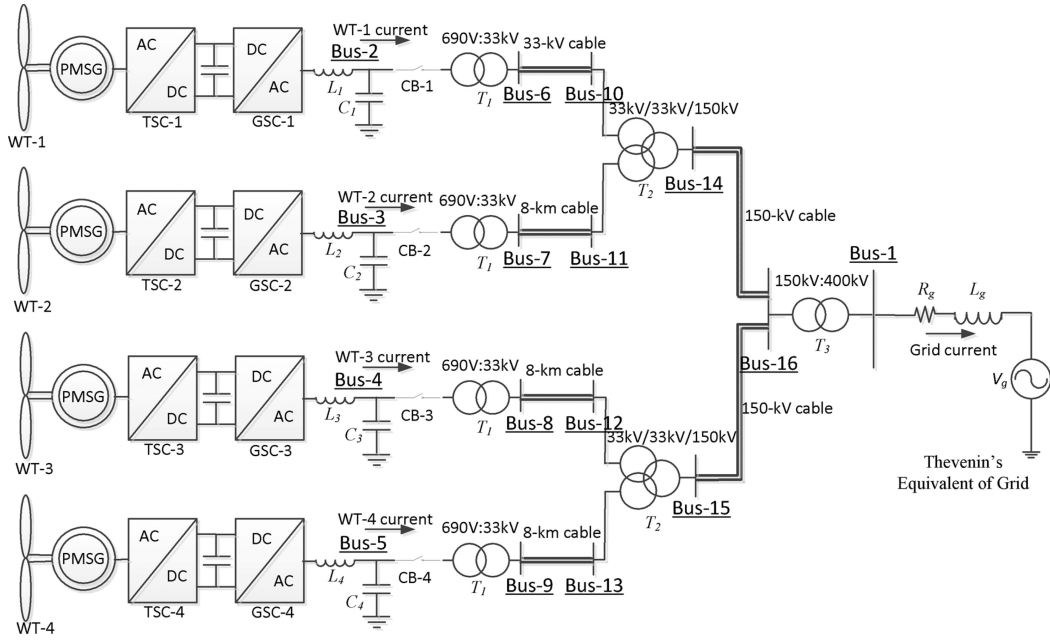 WT-1 current
Bus-2
690V:33kV
33-kV cable
AC
DC
DC
AC
PMSG
L1
C1
CB-1
T1
Bus-6
Bus-10
TSC-1
GSC-1
WT-1
33kV/33kV/150kV
T2
Bus-14
WT-2 current
Bus-3
690V:33kV
8-km cable
AC
DC
DC
AC
PMSG
L2
C2
CB-2
T1
Bus-7
Bus-11
TSC-2
GSC-2
WT-2
150-kV cable
Bus-1
150kV:400kV
Rg
Lg
T3
Grid current
Bus-16
Vg
WT-3 current
Bus-4
690V:33kV
8-km cable
AC
DC
DC
AC
PMSG
L3
C3
CB-3
T1
Bus-8
Bus-12
TSC-3
GSC-3
WT-3
150-kV cable
33kV/33kV/150kV
T2
Bus-15
Thevenin's
Equivalent of Grid
WT-4 current
Bus-5
690V:33kV
8-km cable
AC
DC
DC
AC
PMSG
L4
C4
CB-4
T1
Bus-9
Bus-13
TSC-4
GSC-4
WT-4